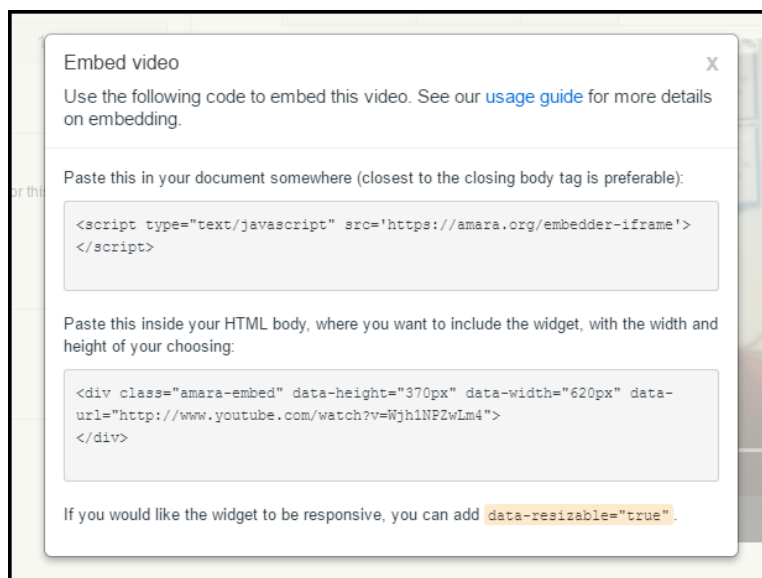 Embed video
X
Use the following code to embed this video. See our usage guide for more details
on embedding.
Paste this in your document somewhere (closest to the closing body tag is preferable):
<script type="text/javascript" src='https://amara.org/embedder-iframe'>
</script>
Paste this inside your HTML body, where you want to include the widget, with the width and
height of your choosing:
<div class="amara-embed" data-height="370px" data-width="620px" data-
url="http://www.youtube.com/watch?v=Wjh1NPZwLm4">
</div>
If you would like the widget to be responsive, you can add data-resizable="true".